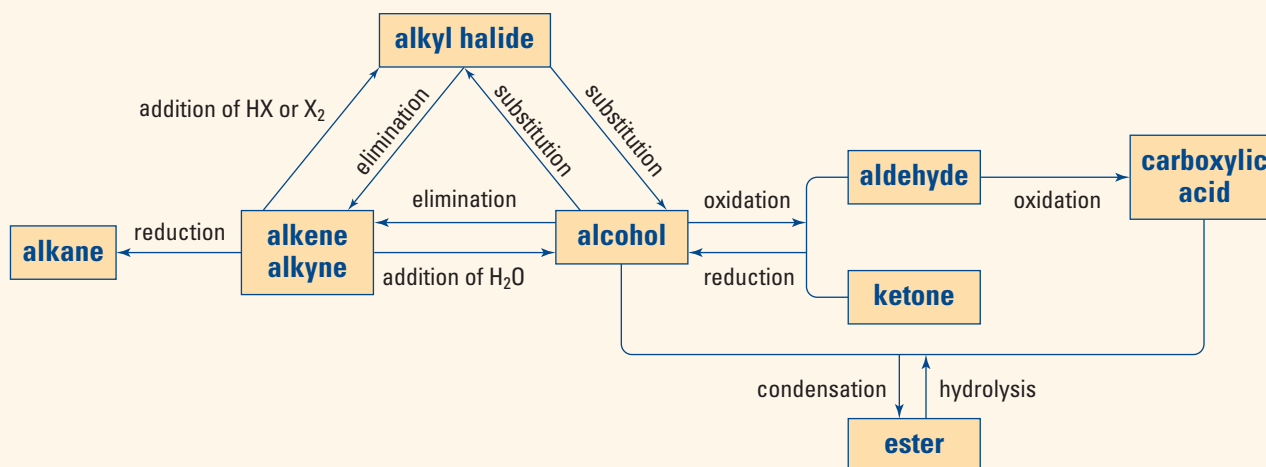 alkyl halide
addition of HX or X₂
elimination
substitution
substitution
alkane
reduction
alkene
alkyne
elimination
addition of H₂O
alcohol
oxidation
reduction
aldehyde
ketone
oxidation
carboxylic
acid
condensation
hydrolysis
ester